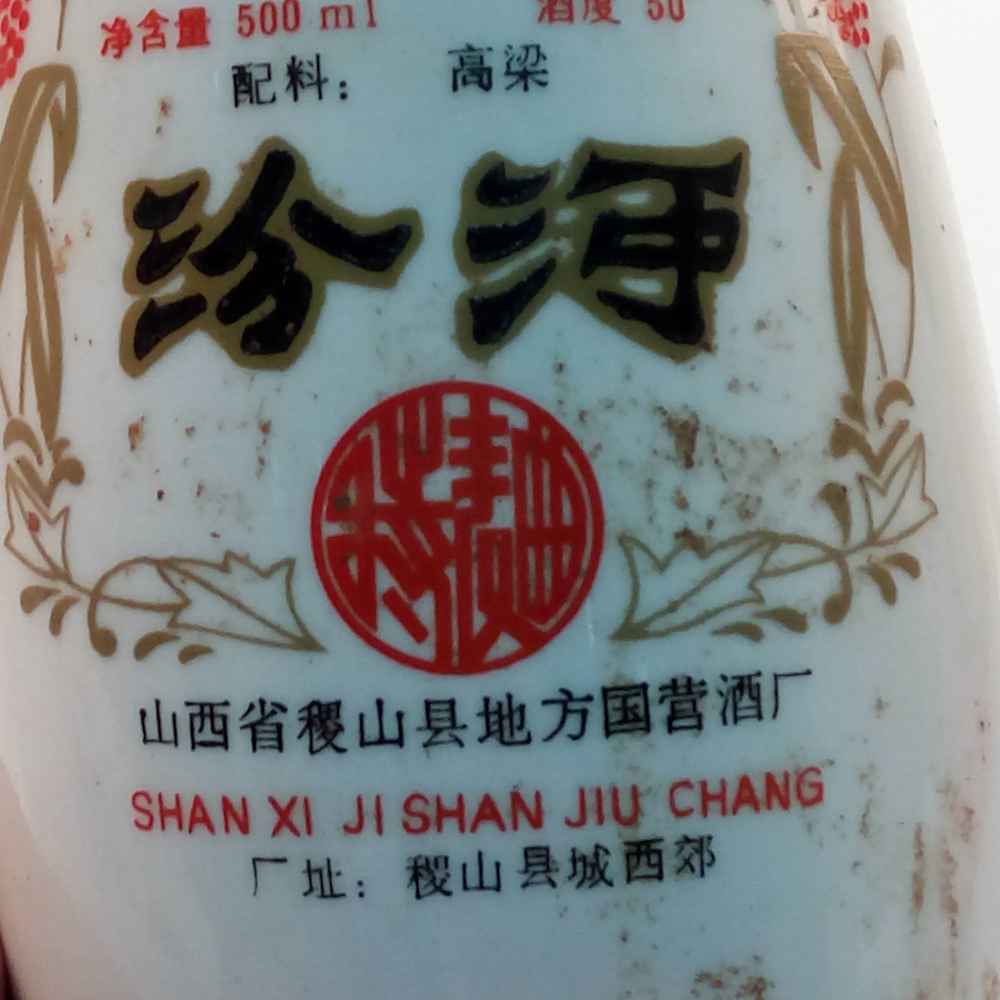 净含量 500 ml 酒度 50
配料： 高梁
汾河
山西省稷山县地方国营酒厂
SHAN XI JI SHAN JIU CHANG
厂址：稷山县城西郊